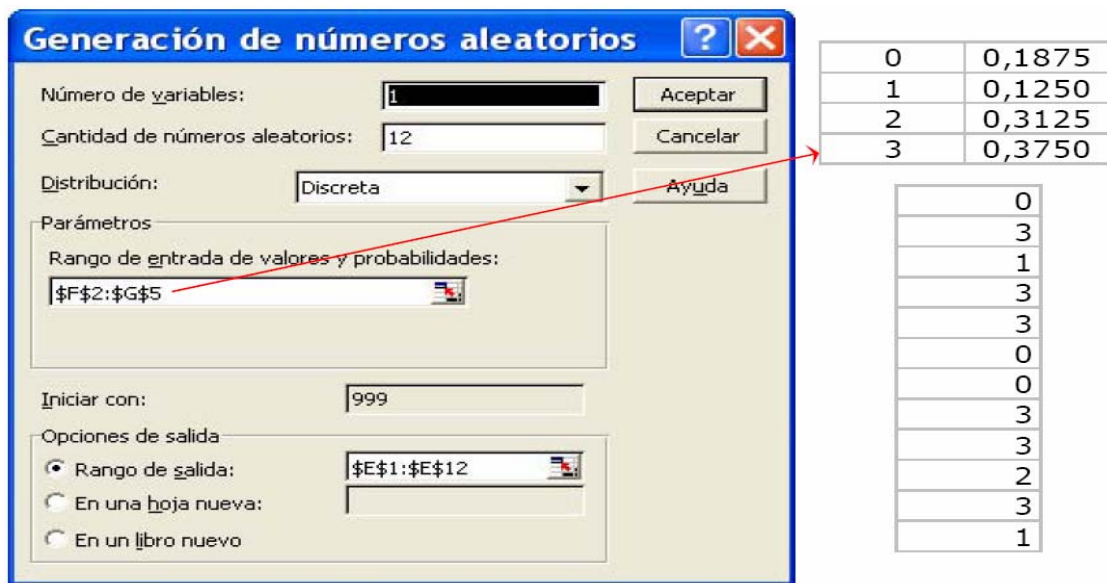 Generación de números aleatorios
Número de variables: 1
Aceptar
Cantidad de números aleatorios: 12
Cancelar
Distribución: Discreta
Ayuda
Parámetros
Rango de entrada de valores y probabilidades:
$F$2:$G$5
Iniciar con: 999
Opciones de salida
Rango de salida: $E$1:$E$12
En una hoja nueva:
En un libro nuevo
0 0,1875
1 0,1250
2 0,3125
3 0,3750
0
3
1
3
3
0
0
3
3
2
3
1